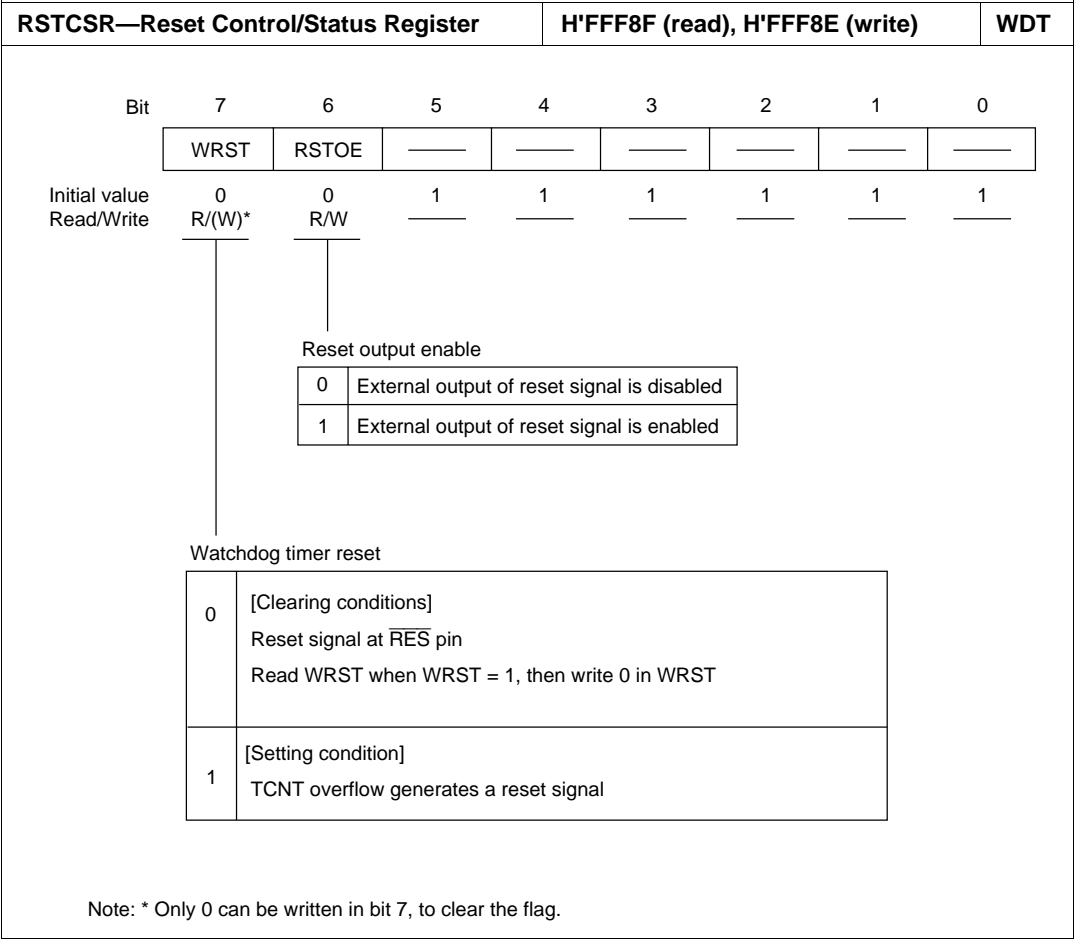 RSTCSR—Reset Control/Status Register H'FFF8F (read), H'FFF8E (write) WDT
Bit 7 6 5 4 3 2 1 0
WRST RSTOE — — — — — —
Initial value 0 0 1 1 1 1 1 1
Read/Write R/(W)* R/W — — — — — —
Reset output enable
0 External output of reset signal is disabled
1 External output of reset signal is enabled
Watchdog timer reset
0 [Clearing conditions]
Reset signal at R̅E̅S̅ pin
Read WRST when WRST = 1, then write 0 in WRST
[Setting condition]
1 TCNT overflow generates a reset signal
Note: * Only 0 can be written in bit 7, to clear the flag.